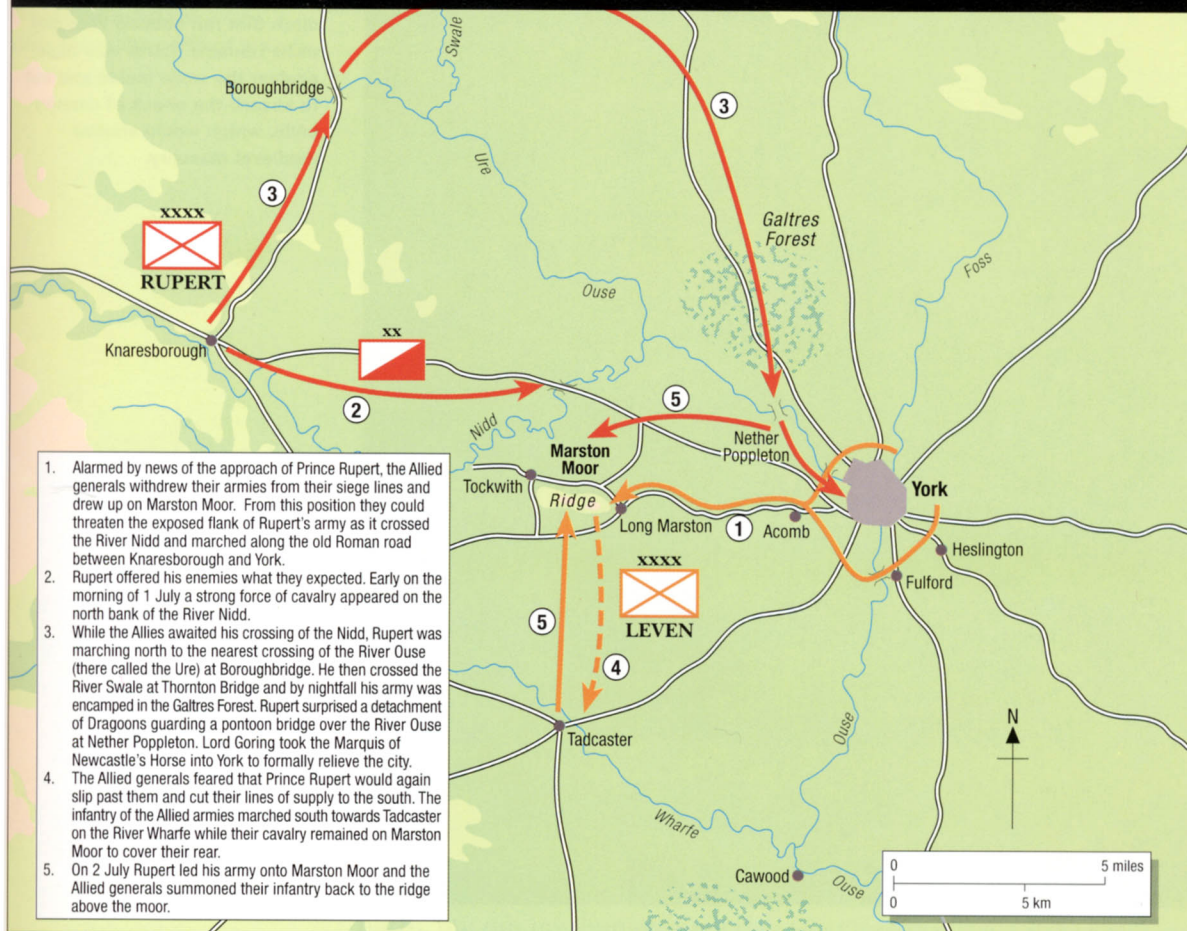 Swale
Boroughbridge
3
Ure
3
XXXX
RUPERT
Galtres
Forest
Foss
Ouse
Knaresborough
XX
2
5
Nidd
Marston
Moor
Nether
Poppleton
Tockwith
Ridge
York
Long Marston
1
Acomb
Heslington
XXXX
LEVEN
Fulford
5
4
Tadcaster
Ouse
N
Wharfe
Cawood
Ouse
0 5 miles
0 5 km
1. Alarmed by news of the approach of Prince Rupert, the Allied
generals withdrew their armies from their siege lines and
drew up on Marston Moor. From this position they could
threaten the exposed flank of Rupert's army as it crossed
the River Nidd and marched along the old Roman road
between Knaresborough and York.
2. Rupert offered his enemies what they expected. Early on the
morning of 1 July a strong force of cavalry appeared on the
north bank of the River Nidd.
3. While the Allies awaited his crossing of the Nidd, Rupert was
marching north to the nearest crossing of the River Ouse
(there called the Ure) at Boroughbridge. He then crossed the
River Swale at Thornton Bridge and by nightfall his army was
encamped in the Galtres Forest. Rupert surprised a detachment
of Dragoons guarding a pontoon bridge over the River Ouse
at Nether Poppleton. Lord Goring took the Marquis of
Newcastle's Horse into York to formally relieve the city.
4. The Allied generals feared that Prince Rupert would again
slip past them and cut their lines of supply to the south. The
infantry of the Allied armies marched south towards Tadcaster
on the River Wharfe while their cavalry remained on Marston
Moor to cover their rear.
5. On 2 July Rupert led his army onto Marston Moor and the
Allied generals summoned their infantry back to the ridge
above the moor.